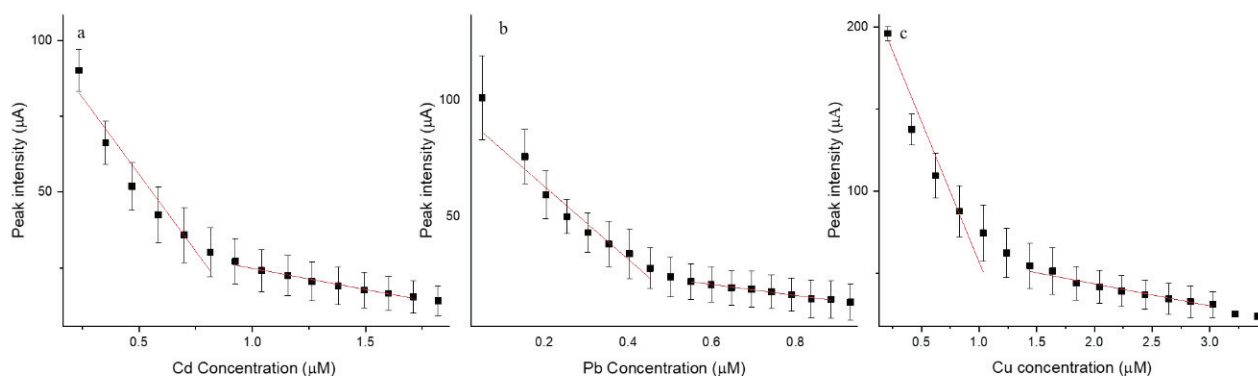 a
100
50
Peak intensity (μA)
0.5
1.0
1.5
Cd Concentration (μM)
b
100
50
Peak intensity (μA)
0.2
0.4
0.6
0.8
Pb Concentration (μM)
c
200
100
Peak intensity (μA)
0.5
1.0
1.5
2.0
2.5
3.0
Cu concentration (μM)